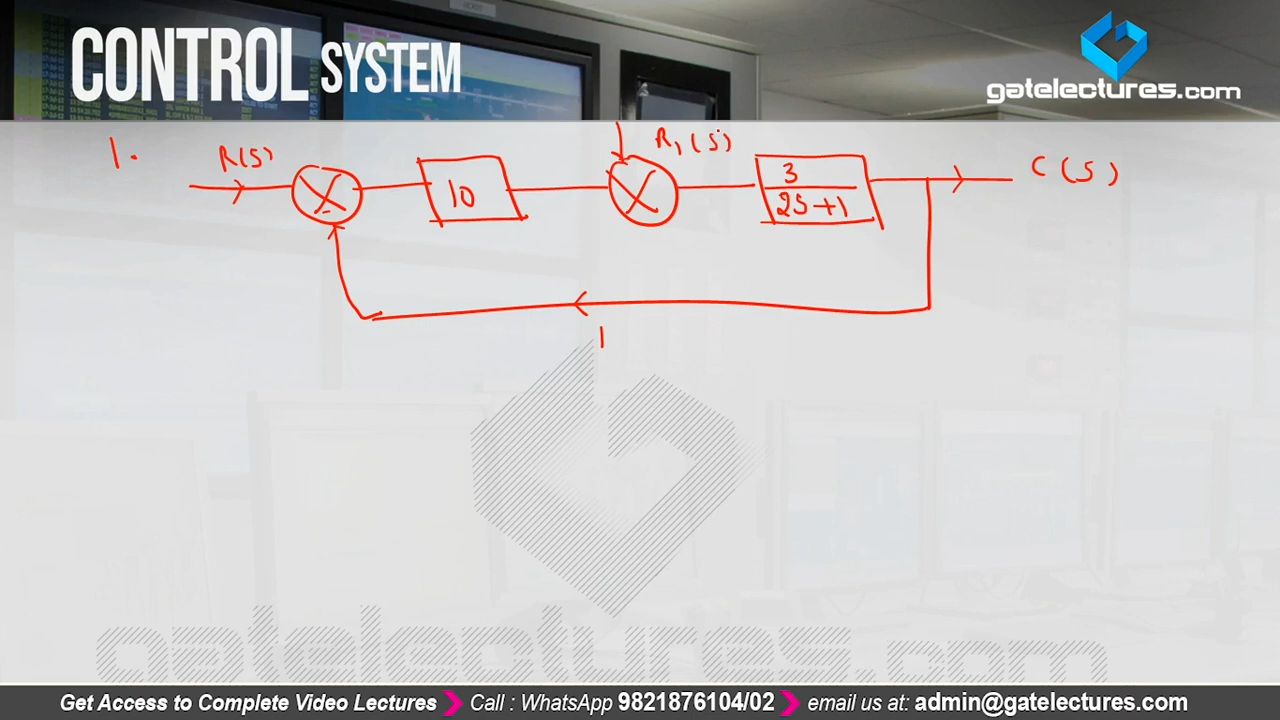 CONTROL SYSTEM
gatelectures.com
1.
R(S)
10
R1(S)
3
2S+1
C(S)
-
1
gatelectures.com
Get Access to Complete Video Lectures Call : WhatsApp 9821876104/02 email us at: admin@gatelectures.com